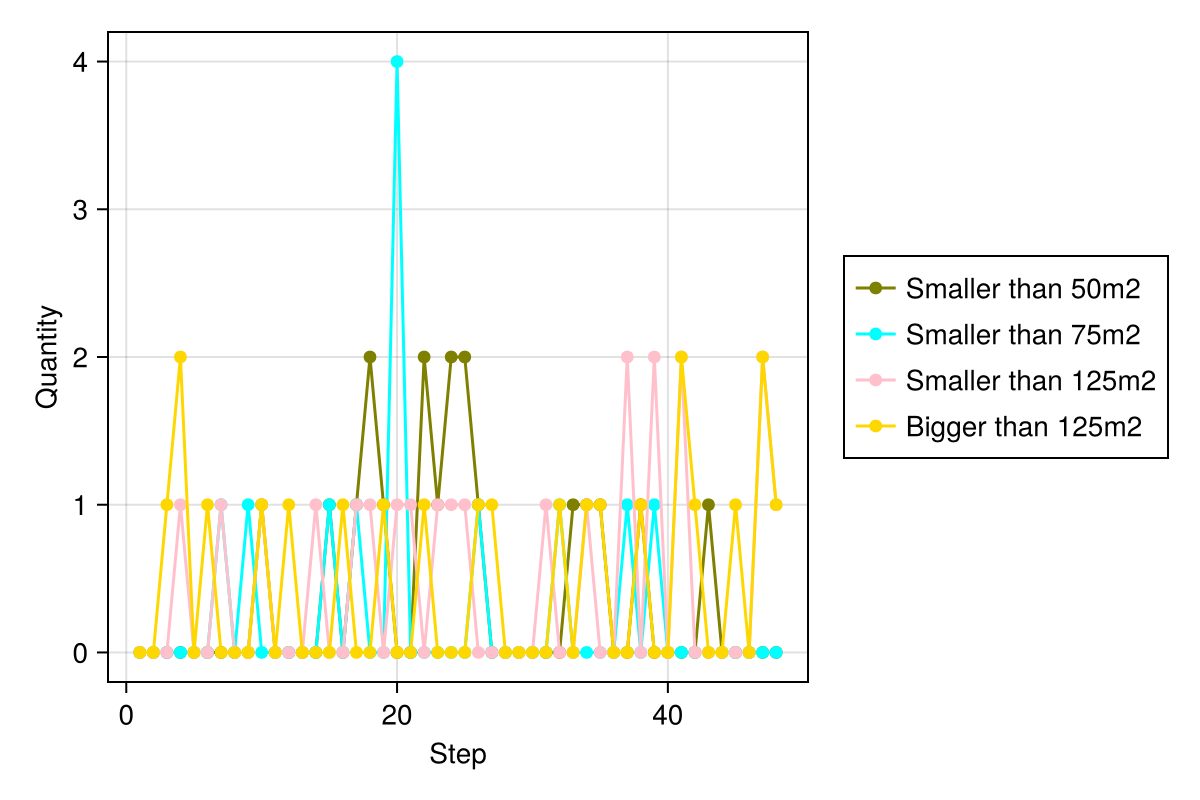 4
3
2
1
0
Quantity
0 20 40
Step
Smaller than 50m2
Smaller than 75m2
Smaller than 125m2
Bigger than 125m2